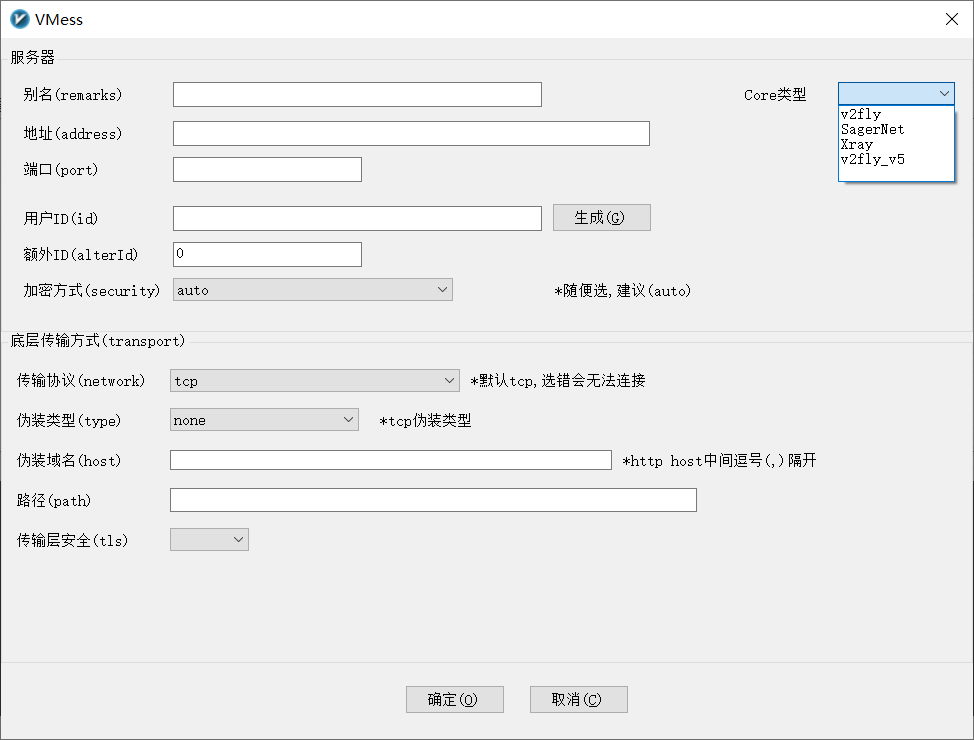 VMess
服务器
别名(remarks)
Core类型
v2fly
SagerNet
Xray
v2fly_v5
地址(address)
端口(port)
用户ID(id)
生成(G)
额外ID(alterId)
0
加密方式(security)
auto
*随便选,建议(auto)
底层传输方式(transport)
传输协议(network)
tcp
*默认tcp,选错会无法连接
伪装类型(type)
none
*tcp伪装类型
伪装域名(host)
*http host中间逗号(,)隔开
路径(path)
传输层安全(tls)
确定(O)
取消(C)